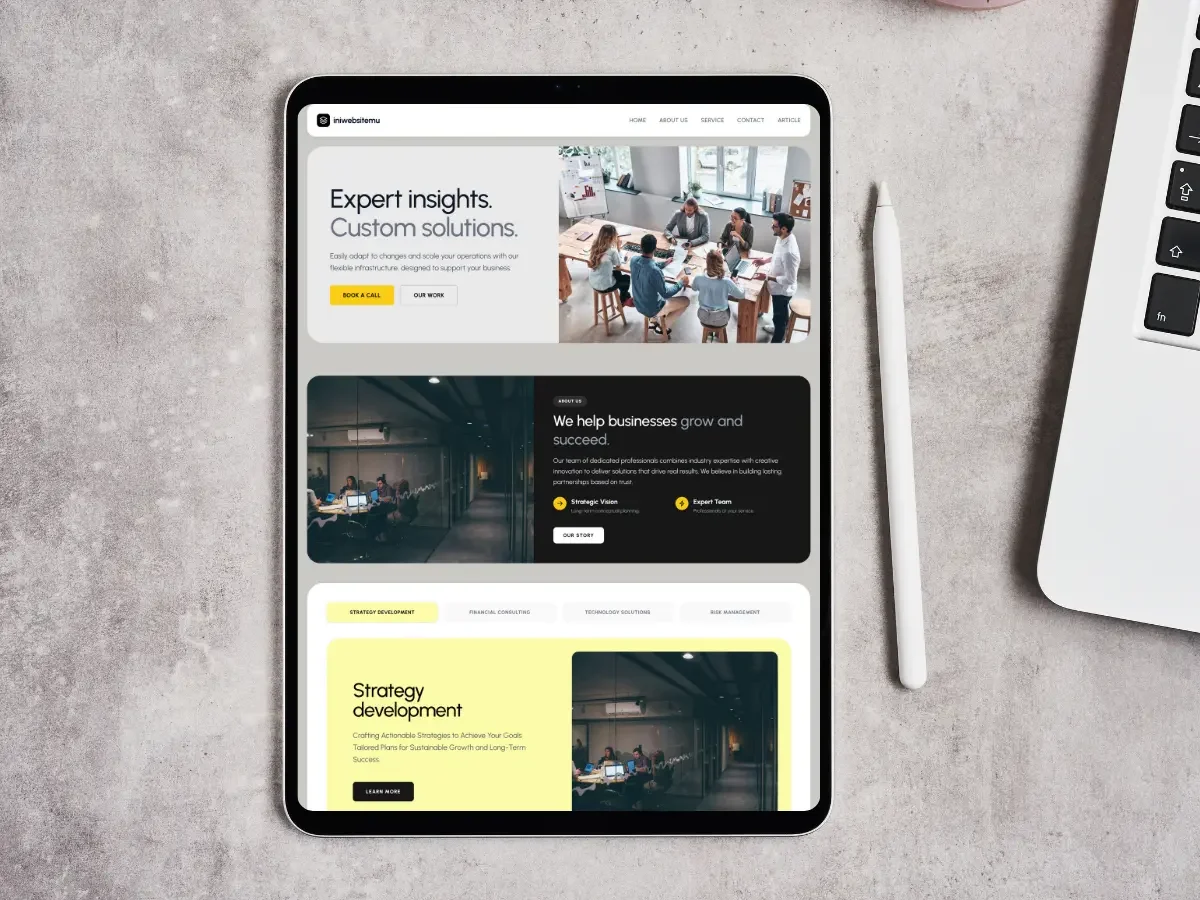 iniwebsitemu
HOME ABOUT US SERVICE CONTACT ARTICLE
Expert insights.
Custom solutions.
Easily adapt to changes and scale your operations with our
flexible infrastructure. designed to support your business.
BOOK A CALL OUR WORK
ABOUT US
We help businesses grow and
succeed.
Our team of dedicated professionals combines industry expertise with creative
innovation to deliver solutions that drive real results. We believe in building lasting
partnerships based on trust.
Strategic Vision
Long-term conceptual planning.
Expert Team
Professionals at your service.
OUR STORY
STRATEGY DEVELOPMENT FINANCIAL CONSULTING TECHNOLOGY SOLUTIONS RISK MANAGEMENT
Strategy
development
Crafting Actionable Strategies to Achieve Your Goals.
Tailored Plans for Sustainable Growth and Long-Term
Success.
LEARN MORE
fn